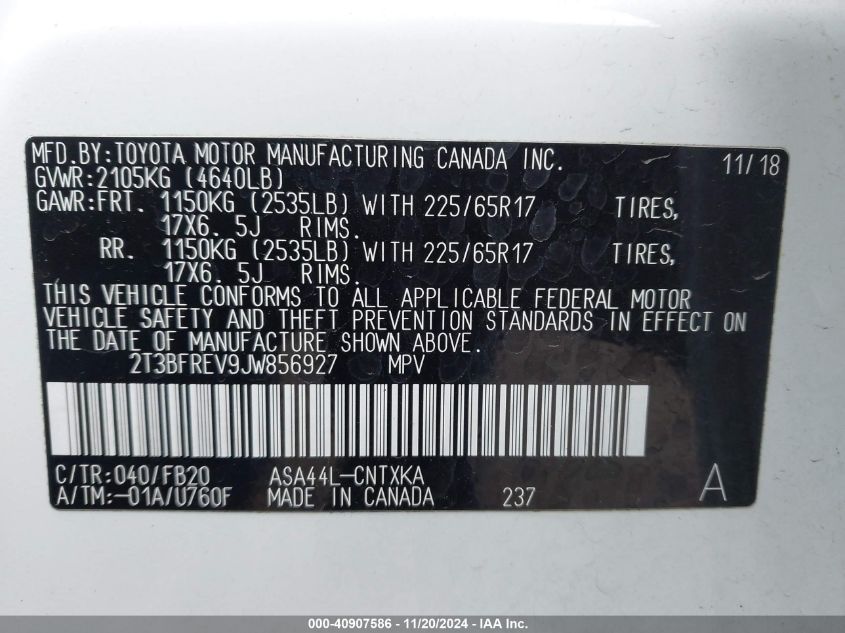 MFD.BY:TOYOTA MOTOR MANUFACTURING CANADA INC. 11/18
GVWR:2105KG (4640LB)
GAWR:FRT. 1150KG (2535LB) WITH 225/65R17 TIRES,
17X6. 5J RIMS.
RR. 1150KG (2535LB) WITH 225/65R17 TIRES,
17X6. 5J RIMS.
THIS VEHICLE CONFORMS TO ALL APPLICABLE FEDERAL MOTOR
VEHICLE SAFETY AND THEFT PREVENTION STANDARDS IN EFFECT ON
THE DATE OF MANUFACTURE SHOWN ABOVE.
2T3BFREV9JW856927 MPV
C/TR:040/FB20 ASA44L-CNTXKA
A/TM:-01A/U760F MADE IN CANADA 237 A
000-40907586 - 11/20/2024 - IAA Inc.